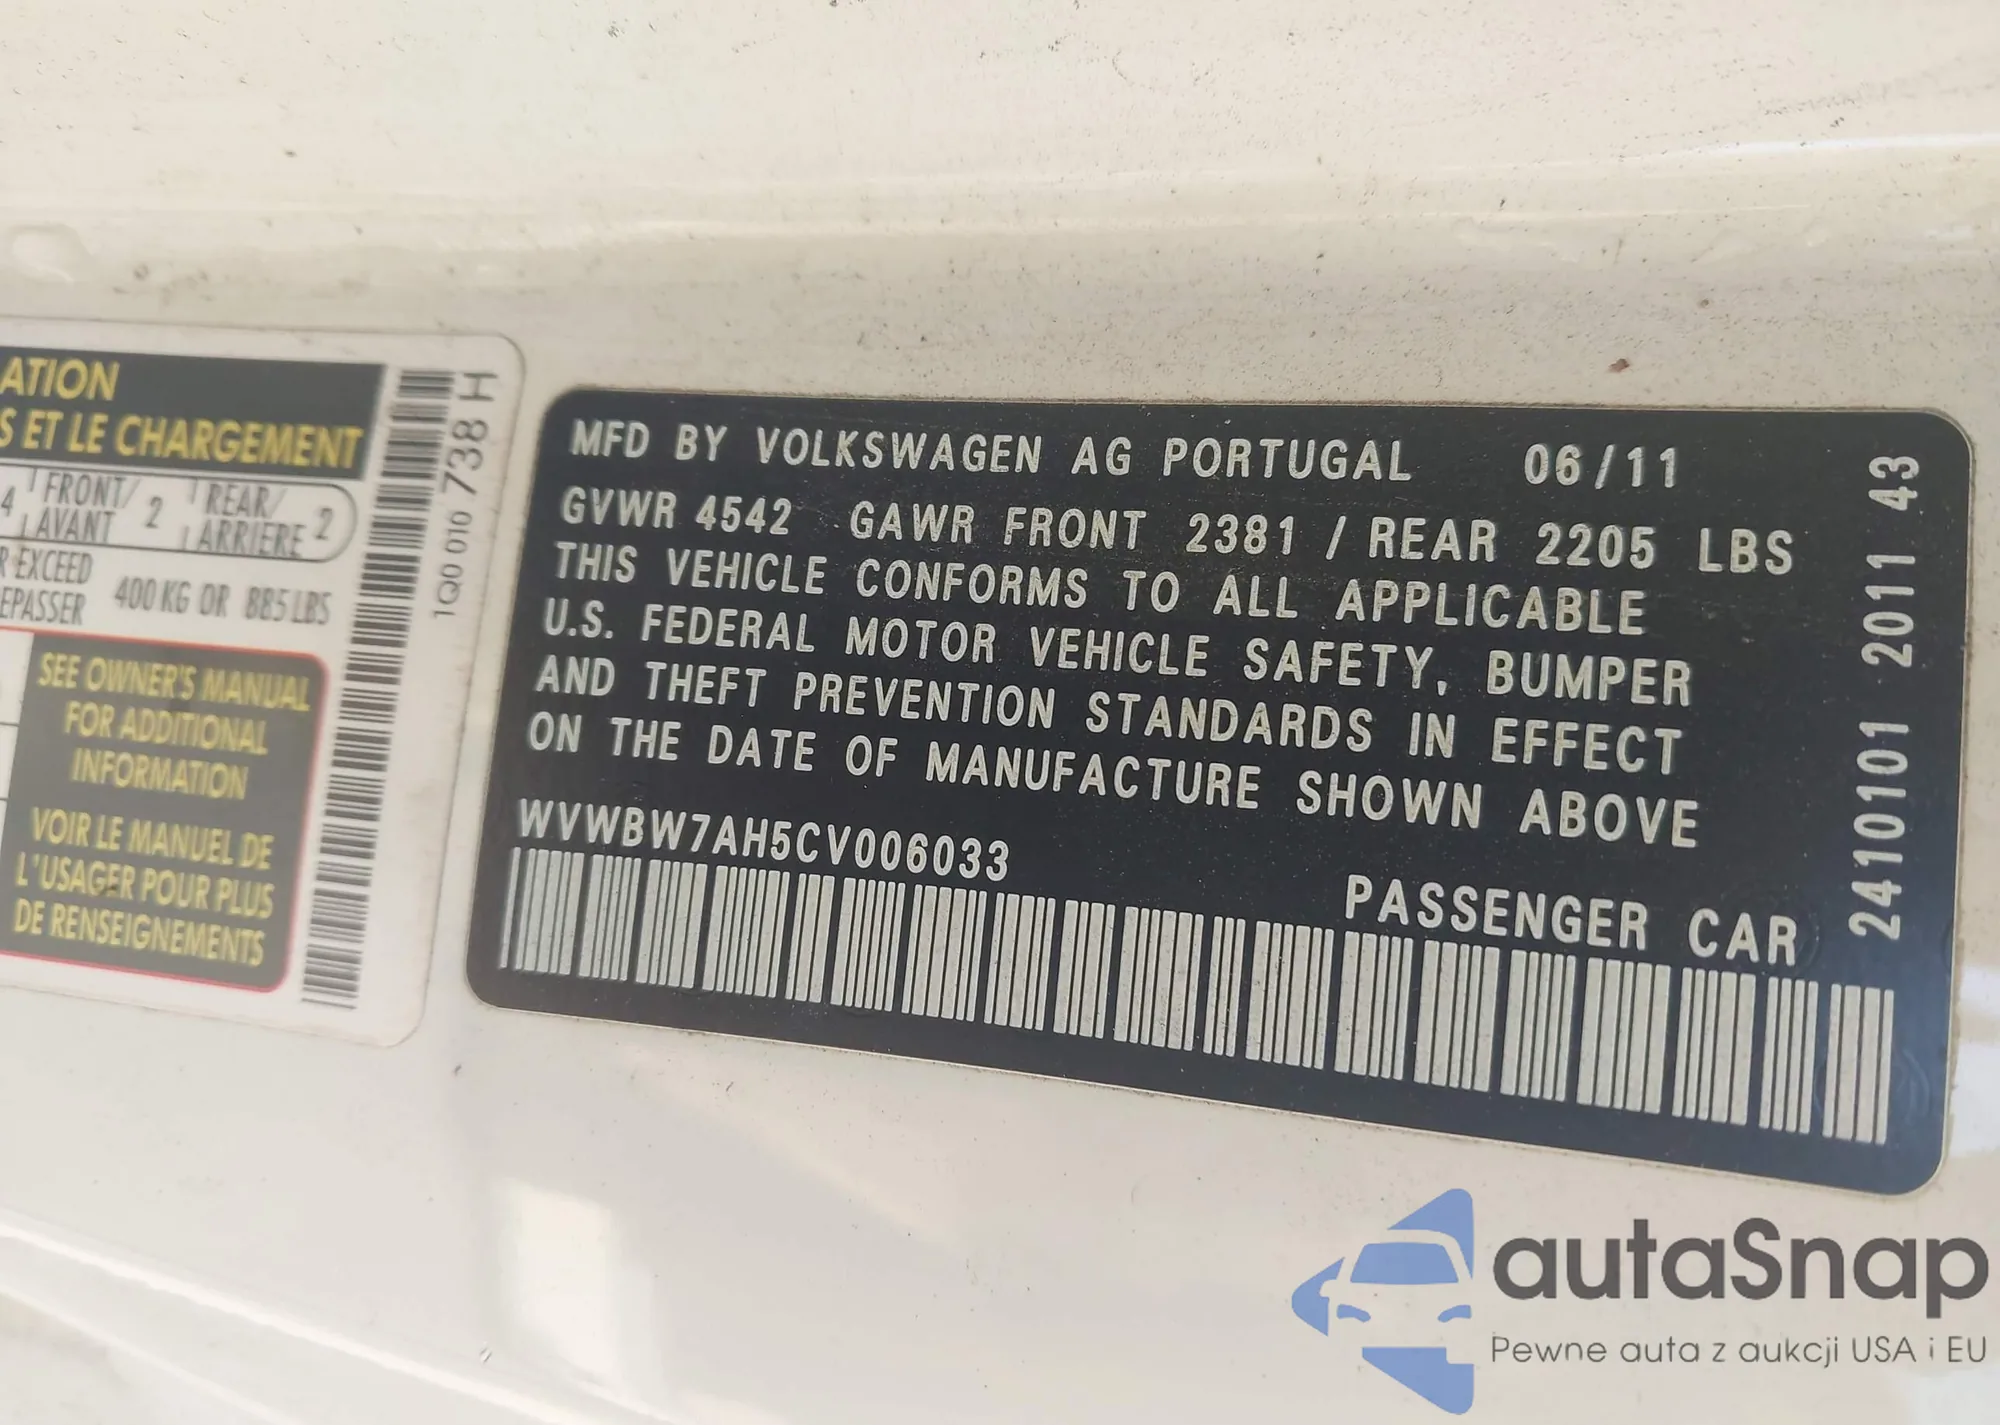 ATION
S ET LE CHARGEMENT
4 FRONT/ AVANT 2 REAR/ ARRIERE 2
R EXCEED
EPASSER
400 KG OR 885 LBS
SEE OWNER'S MANUAL
FOR ADDITIONAL
INFORMATION
VOIR LE MANUEL DE
L'USAGER POUR PLUS
DE RENSEIGNEMENTS
1Q0 010 738 H
MFD BY VOLKSWAGEN AG PORTUGAL 06/11
GVWR 4542 GAWR FRONT 2381 / REAR 2205 LBS
THIS VEHICLE CONFORMS TO ALL APPLICABLE
U.S. FEDERAL MOTOR VEHICLE SAFETY, BUMPER
AND THEFT PREVENTION STANDARDS IN EFFECT
ON THE DATE OF MANUFACTURE SHOWN ABOVE
WVWBW7AH5CV006033
PASSENGER CAR
2410101 2011 43
autaSnap
Pewne auta z aukcji USA i EU